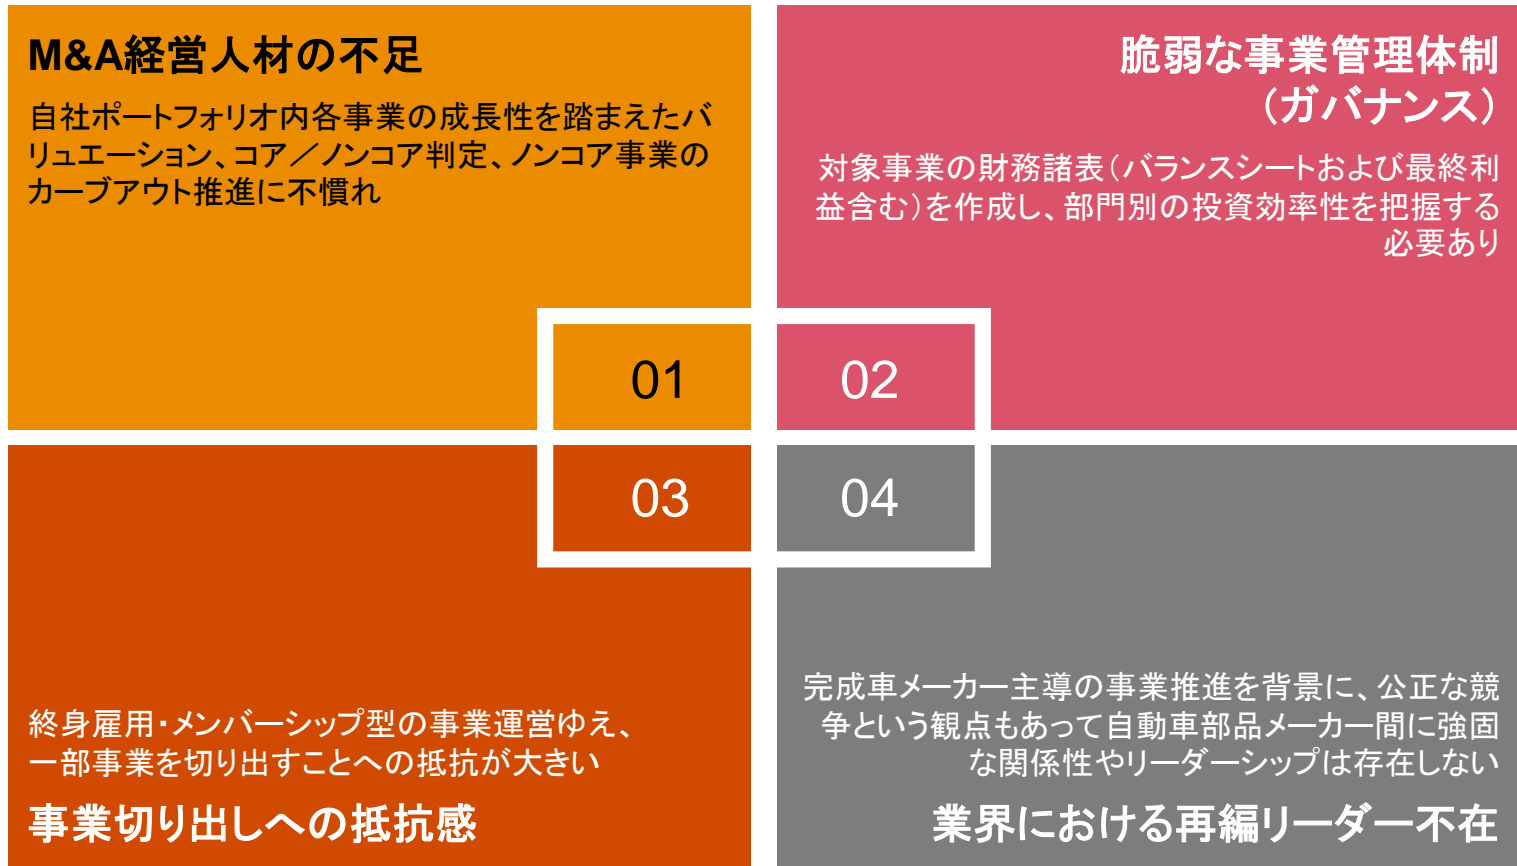 M&A経営人材の不足
自社ポートフォリオ内各事業の成長性を踏まえたバ
リュエーション、コア／ノンコア判定、ノンコア事業の
カーブアウト推進に不慣れ
01
脆弱な事業管理体制
（ガバナンス）
対象事業の財務諸表（バランスシートおよび最終利
益含む）を作成し、部門別の投資効率性を把握する
必要あり
02
03
終身雇用・メンバーシップ型の事業運営ゆえ、
一部事業を切り出すことへの抵抗が大きい
事業切り出しへの抵抗感
04
完成車メーカー主導の事業推進を背景に、公正な競
争という観点もあって自動車部品メーカー間に強固
な関係性やリーダーシップは存在しない
業界における再編リーダー不在